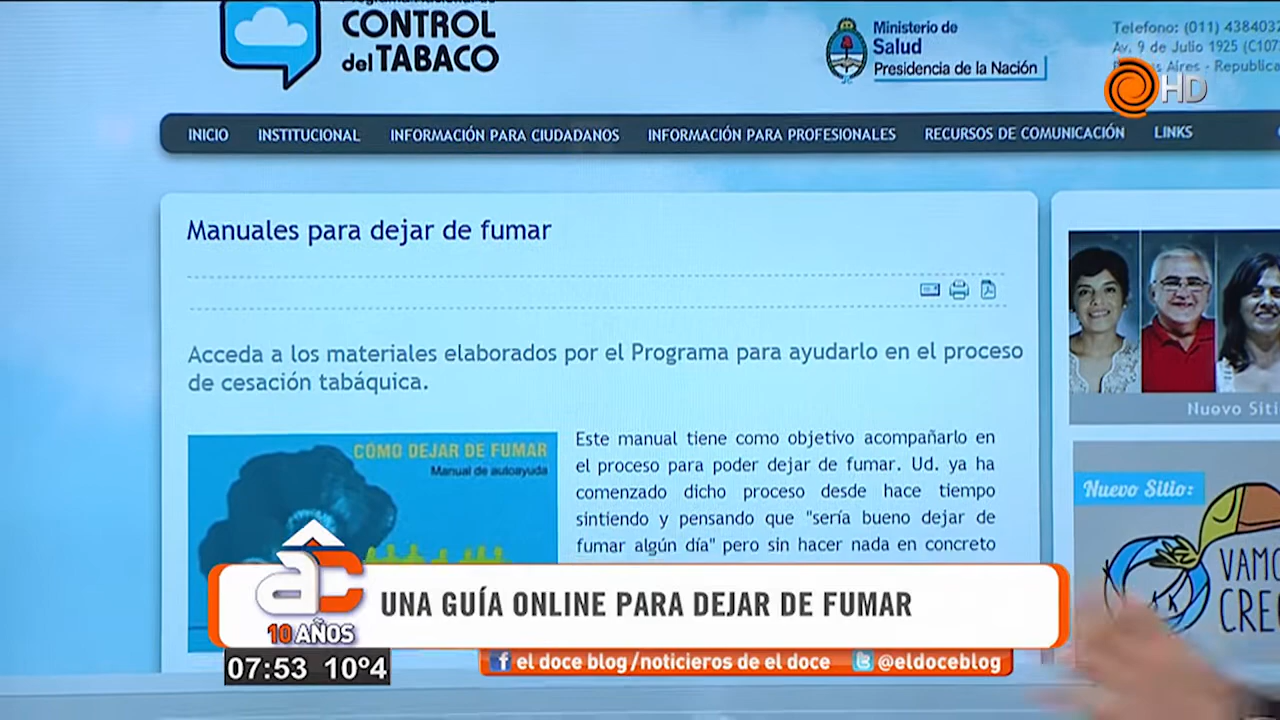 CONTROL
del TABACO
Ministerio de
Salud
Presidencia de la Nación
Telefono: (011) 4384032
Av. 9 de Julio 1925 (C107
Aires - Republica
HD
INICIO INSTITUCIONAL INFORMACIÓN PARA CIUDADANOS INFORMACIÓN PARA PROFESIONALES RECURSOS DE COMUNICACIÓN LINKS
Manuales para dejar de fumar
Acceda a los materiales elaborados por el Programa para ayudarlo en el proceso
de cesación tabáquica.
CÓMO DEJAR DE FUMAR
Manual de autoayuda
Este manual tiene como objetivo acompañarlo en
el proceso para poder dejar de fumar. Ud. ya ha
comenzado dicho proceso desde hace tiempo
sintiendo y pensando que "sería bueno dejar de
fumar algún día" pero sin hacer nada en concreto
Nuevo Siti
Nuevo Sitio:
VAMO
CREC
ac
10 AÑOS
UNA GUÍA ONLINE PARA DEJAR DE FUMAR
07:53 10°4
el doce blog/noticieros de el doce @eldoceblog